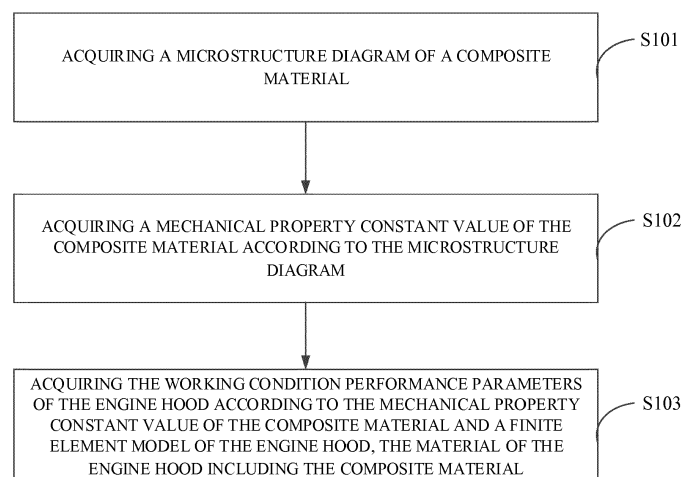 ACQUIRING A MICROSTRUCTURE DIAGRAM OF A COMPOSITE
MATERIAL
S101
ACQUIRING A MECHANICAL PROPERTY CONSTANT VALUE OF THE
COMPOSITE MATERIAL ACCORDING TO THE MICROSTRUCTURE
DIAGRAM
S102
ACQUIRING THE WORKING CONDITION PERFORMANCE PARAMETERS
OF THE ENGINE HOOD ACCORDING TO THE MECHANICAL PROPERTY
CONSTANT VALUE OF THE COMPOSITE MATERIAL AND A FINITE
ELEMENT MODEL OF THE ENGINE HOOD, THE MATERIAL OF THE
ENGINE HOOD INCLUDING THE COMPOSITE MATERIAL
S103